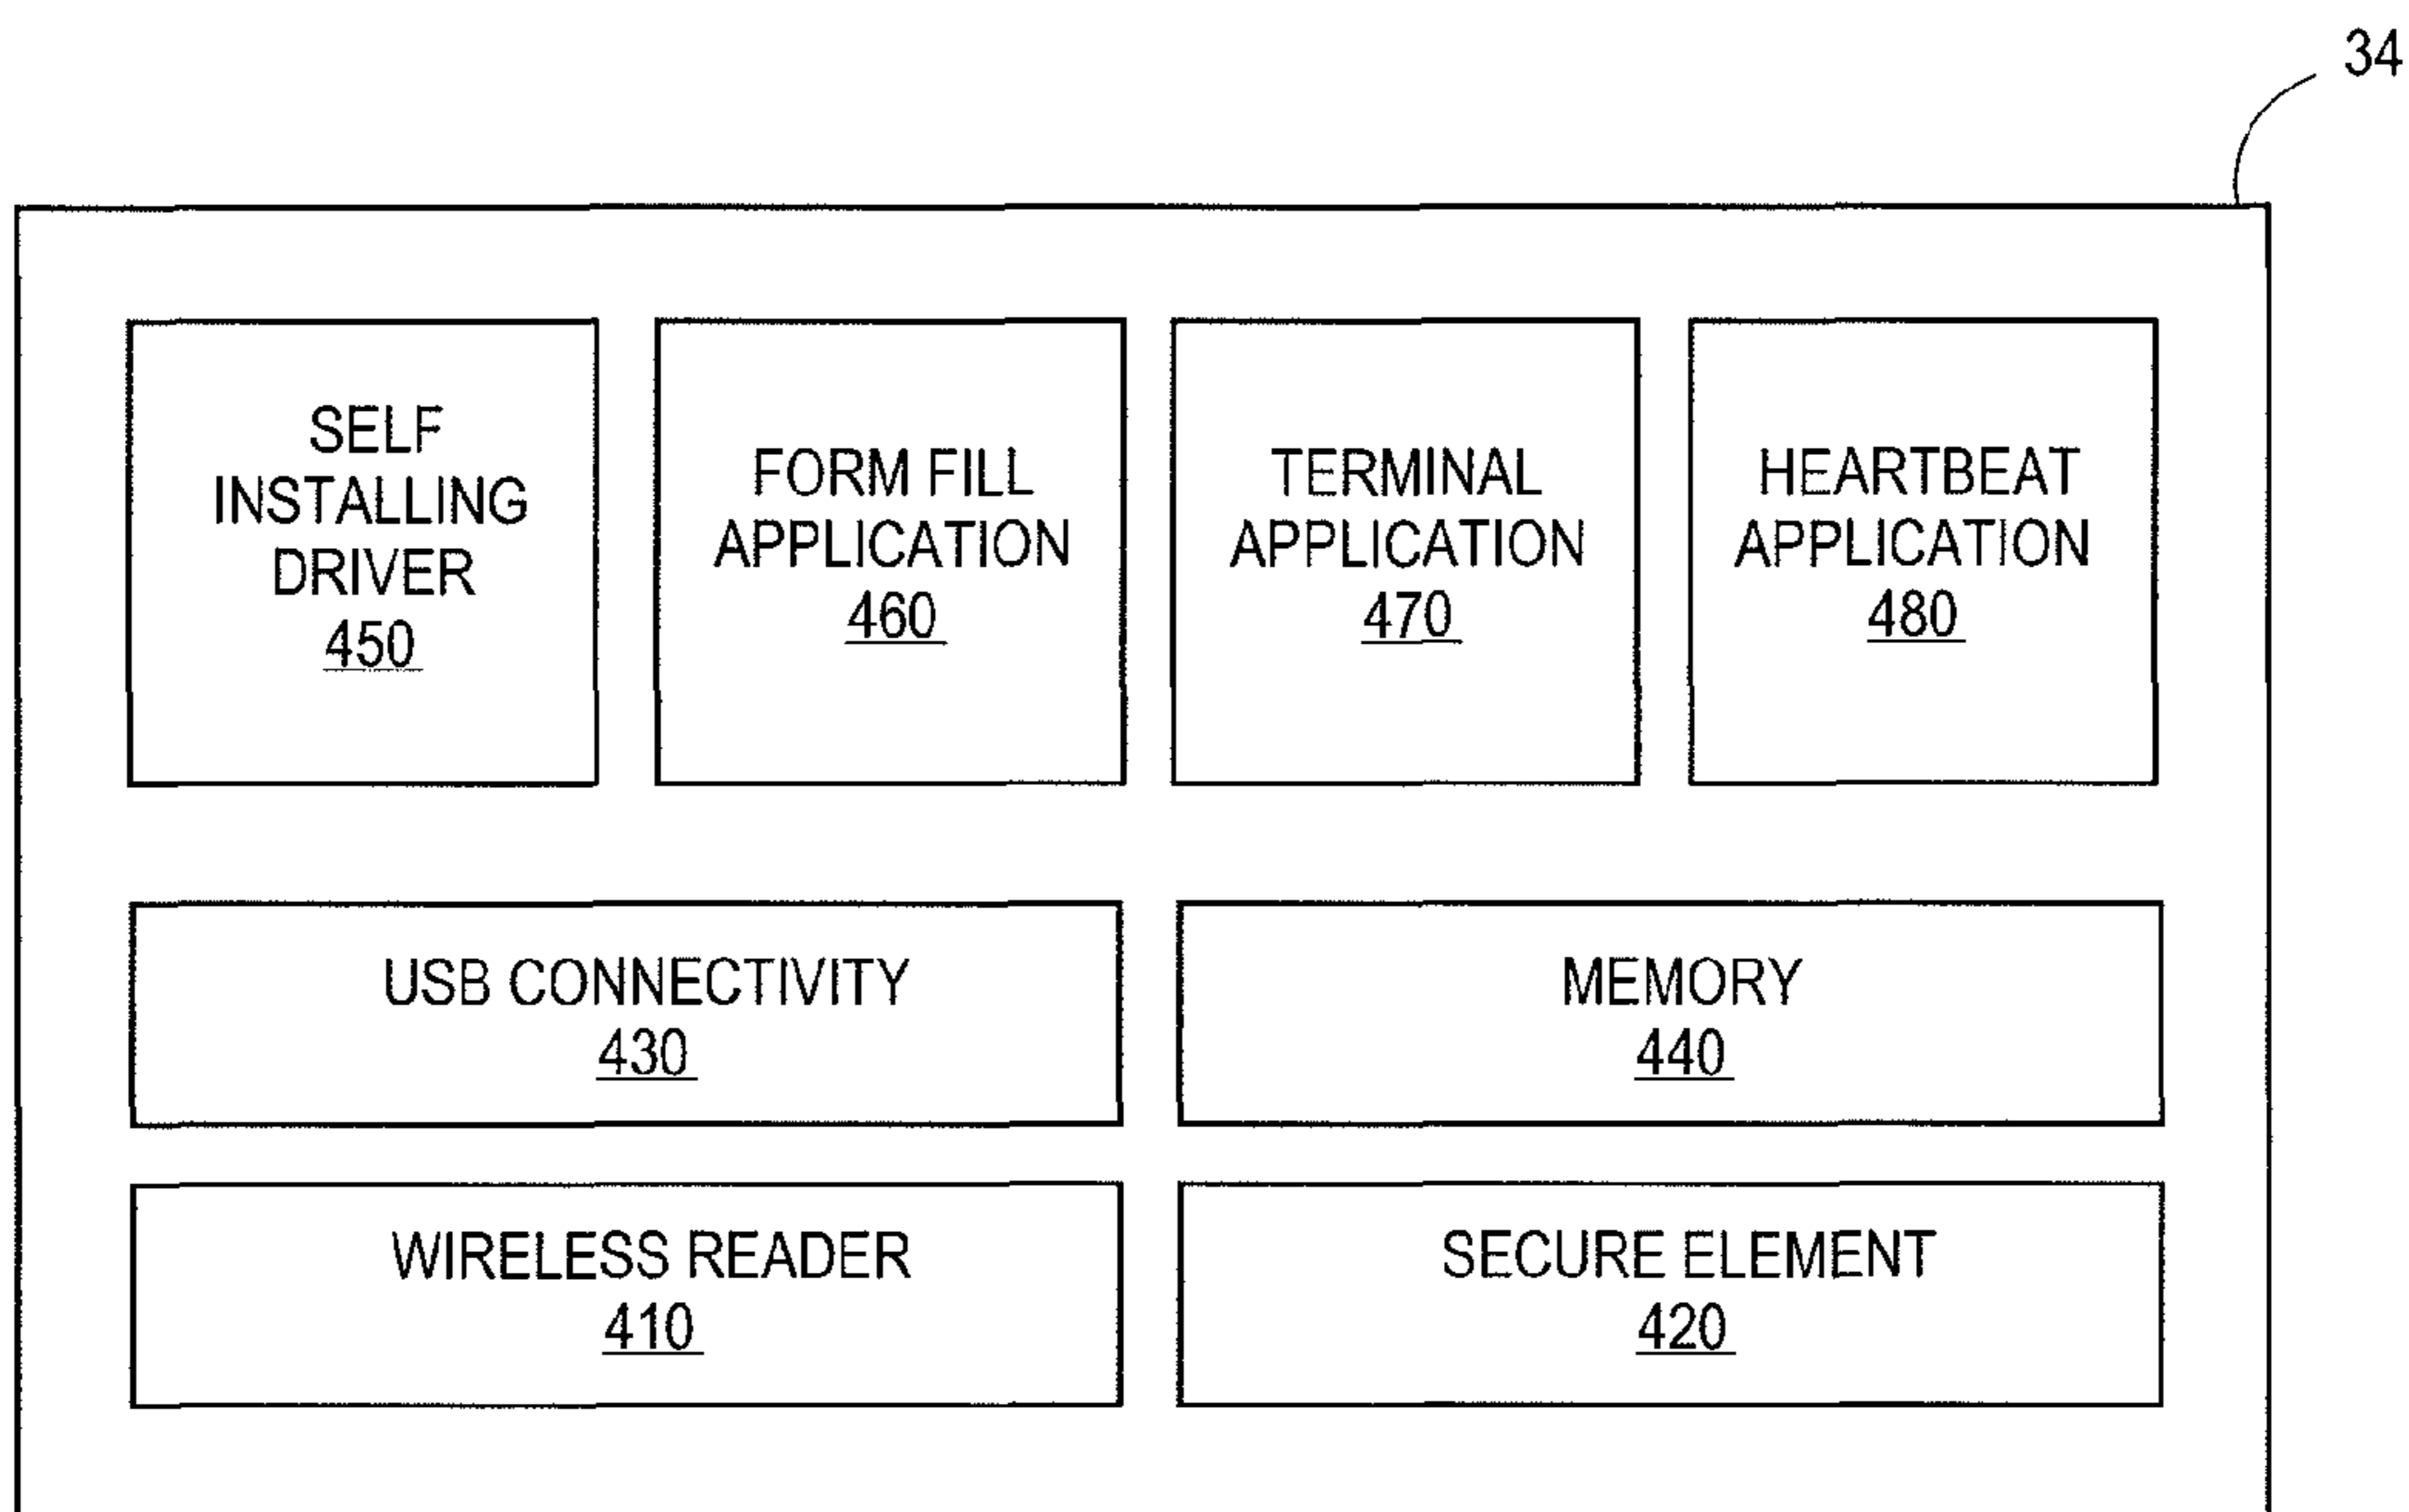 34
SELF
INSTALLING
DRIVER
450
FORM FILL
APPLICATION
460
TERMINAL
APPLICATION
470
HEARTBEAT
APPLICATION
480
USB CONNECTIVITY
430
MEMORY
440
WIRELESS READER
410
SECURE ELEMENT
420